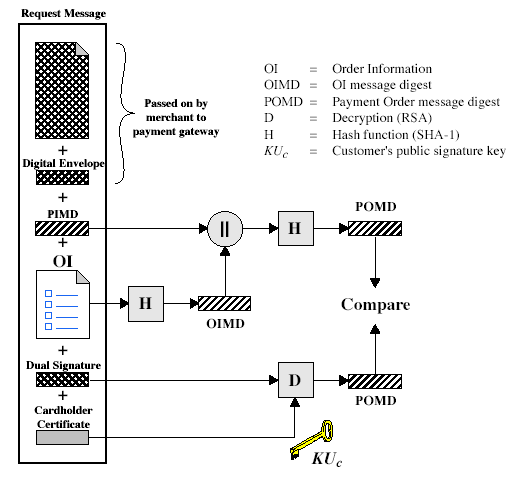 Request Message
+
Digital Envelope
+
PIMD
+
OI
+
Dual Signature
+
Cardholder
Certificate
Passed on by
merchant to
payment gateway
OI = Order Information
OIMD = OI message digest
POMD = Payment Order message digest
D = Decryption (RSA)
H = Hash function (SHA-1)
KUc = Customer's public signature key
||
H
POMD
H
OIMD
Compare
D
POMD
KUc